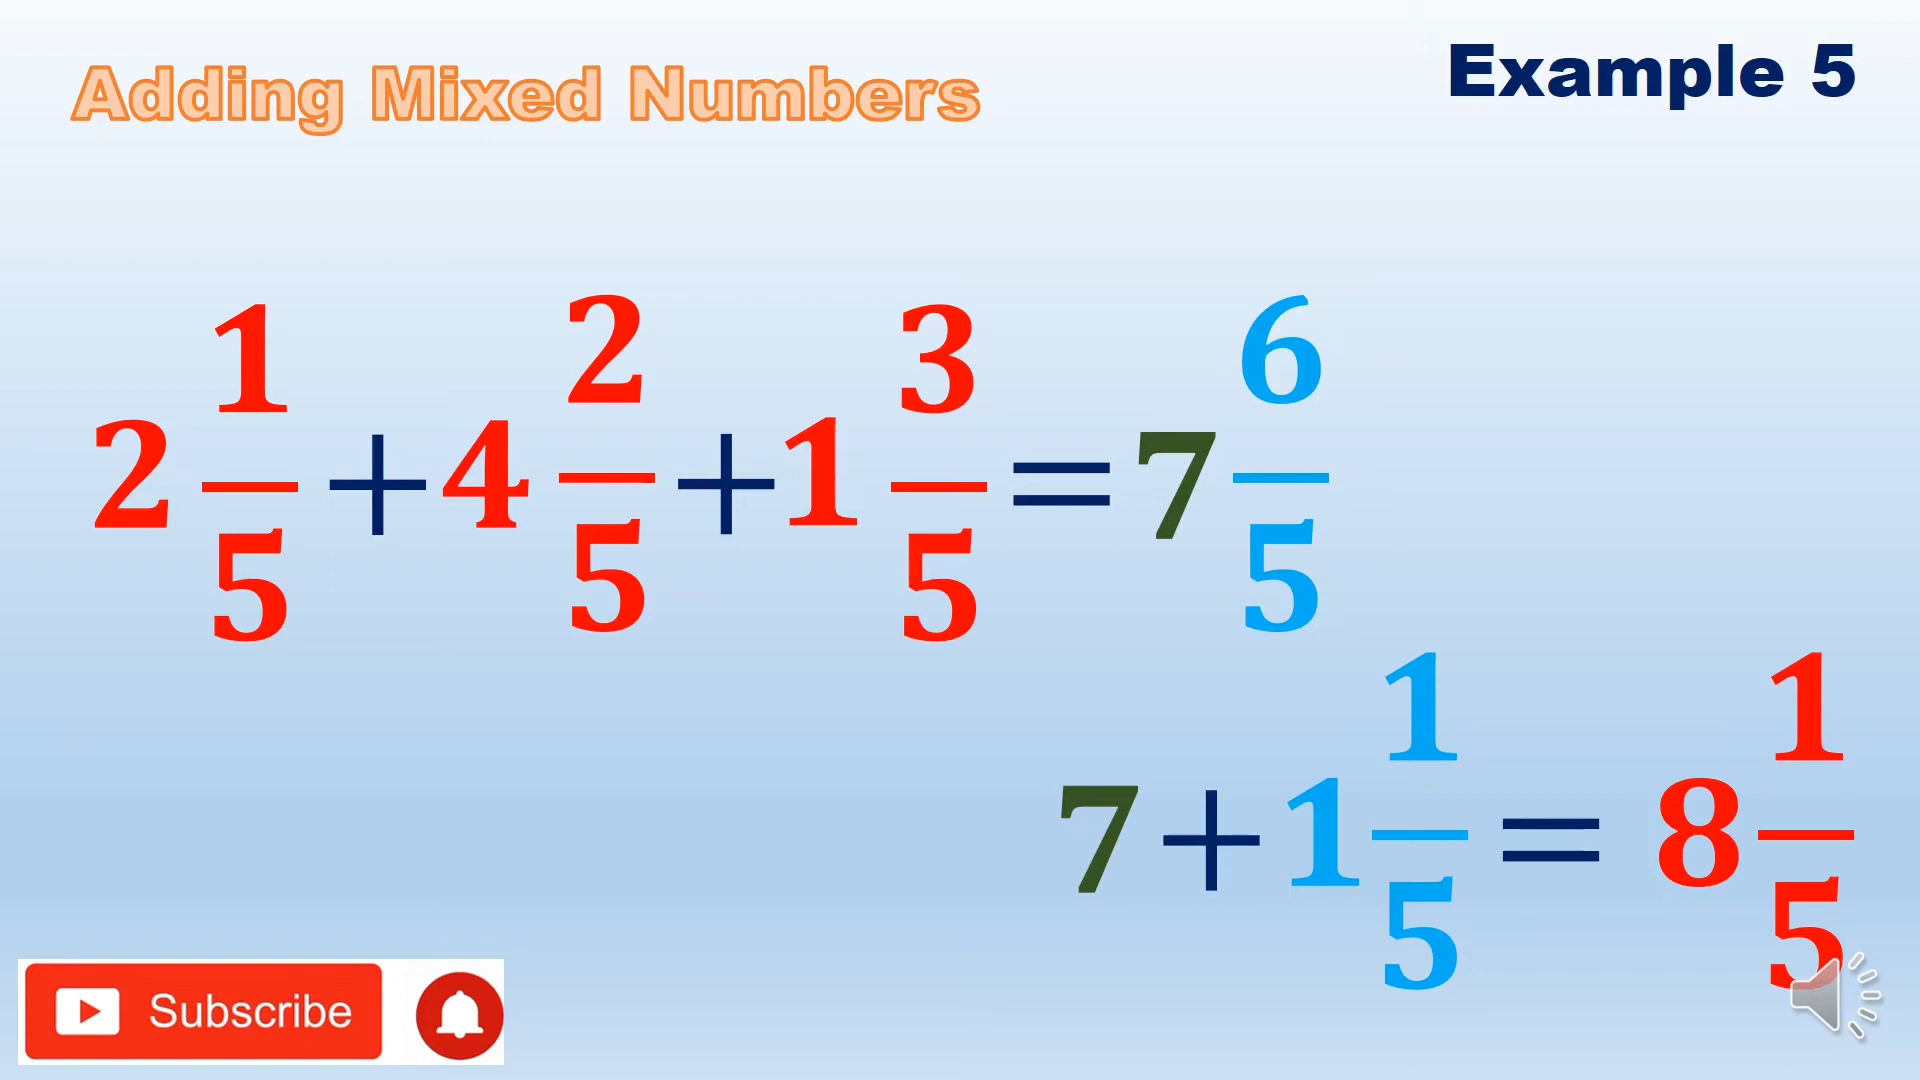 Adding Mixed Numbers
Example 5
2 1/5 + 4 2/5 + 1 3/5 = 7 6/5
7 + 1 1/5 = 8 1/5
Subscribe